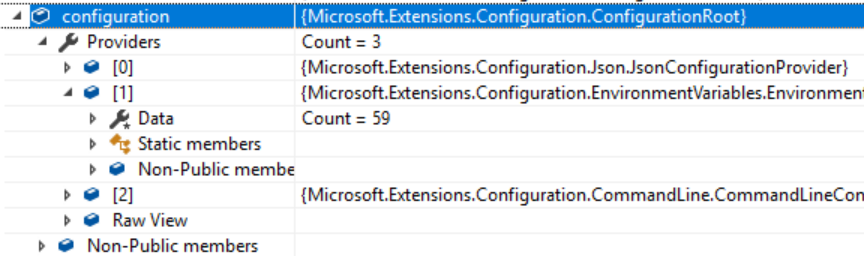 configuration {Microsoft.Extensions.Configuration.ConfigurationRoot}
Providers Count = 3
[0] {Microsoft.Extensions.Configuration.Json.JsonConfigurationProvider}
[1] {Microsoft.Extensions.Configuration.EnvironmentVariables.Environment
Data Count = 59
Static members
Non-Public membe
[2] {Microsoft.Extensions.Configuration.CommandLine.CommandLineCon
Raw View
Non-Public members